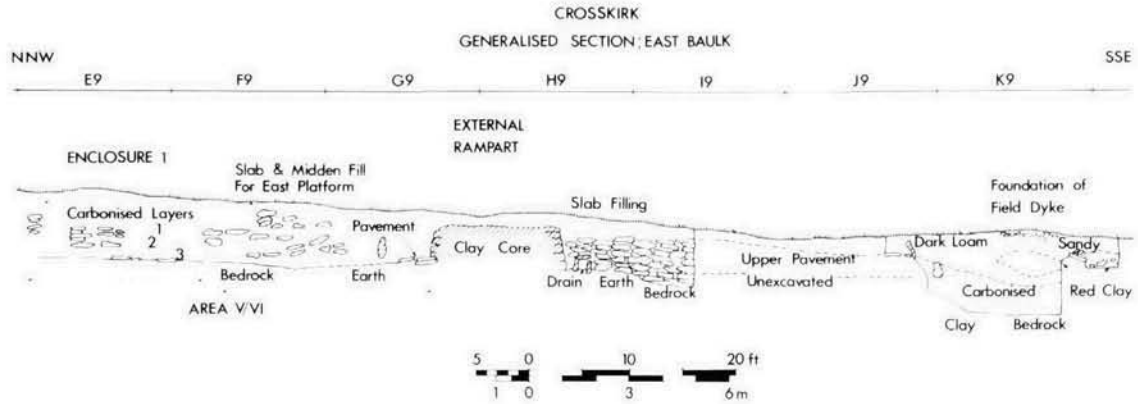 CROSSKIRK
GENERALISED SECTION; EAST BAULK
NNW
SSE
E9 F9 G9 H9 I9 J9 K9
EXTERNAL
RAMPART
ENCLOSURE 1
Slab & Midden Fill
For East Platform
Slab Filling
Foundation of
Field Dyke
Carbonised Layers
1
2
3
Pavement
Clay Core
Dark Loam
Sandy
Upper Pavement
Bedrock
Earth
Drain
Earth
Bedrock
Unexcavated
Carbonised
Red Clay
AREA V/VI
Clay
Bedrock
5 0 10 20 ft
1 0 3 6 m